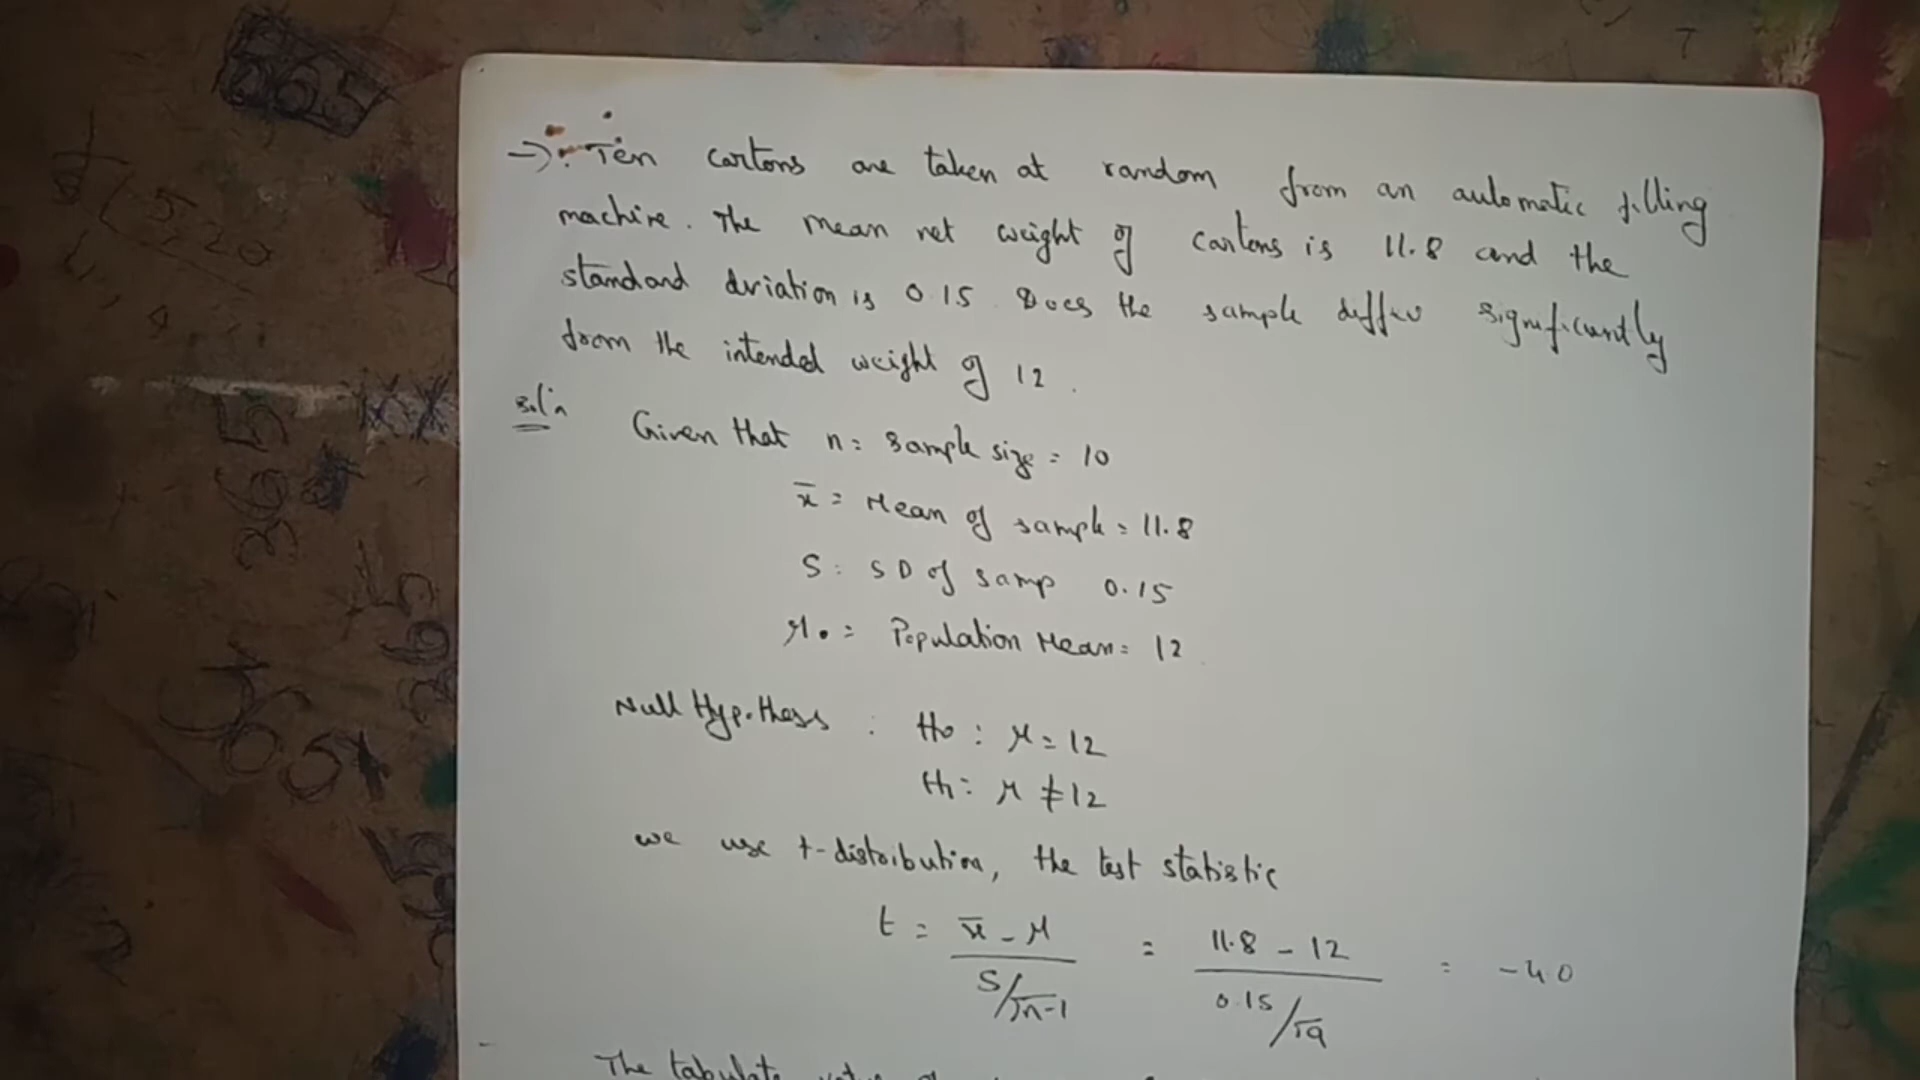 → Ten cartons are taken at random from an automatic filling
machine. The mean net weight of cartons is 11.8 and the
standard dviation is 0.15 Does the sample differ significantly
from the intended weight of 12.
Sol'n
Given that n = Sample size = 10
x̄ = Mean of sample = 11.8
S = SD of samp 0.15
μ₀ = Population Mean = 12
Null Hypothesis : H₀ : μ = 12
H₁ : μ ≠ 12
we use t-distribution, the test statistic
t = (x̄ - μ) / (S/√n-1) = (11.8 - 12) / (0.15/√9) = -4.0
The tabulate